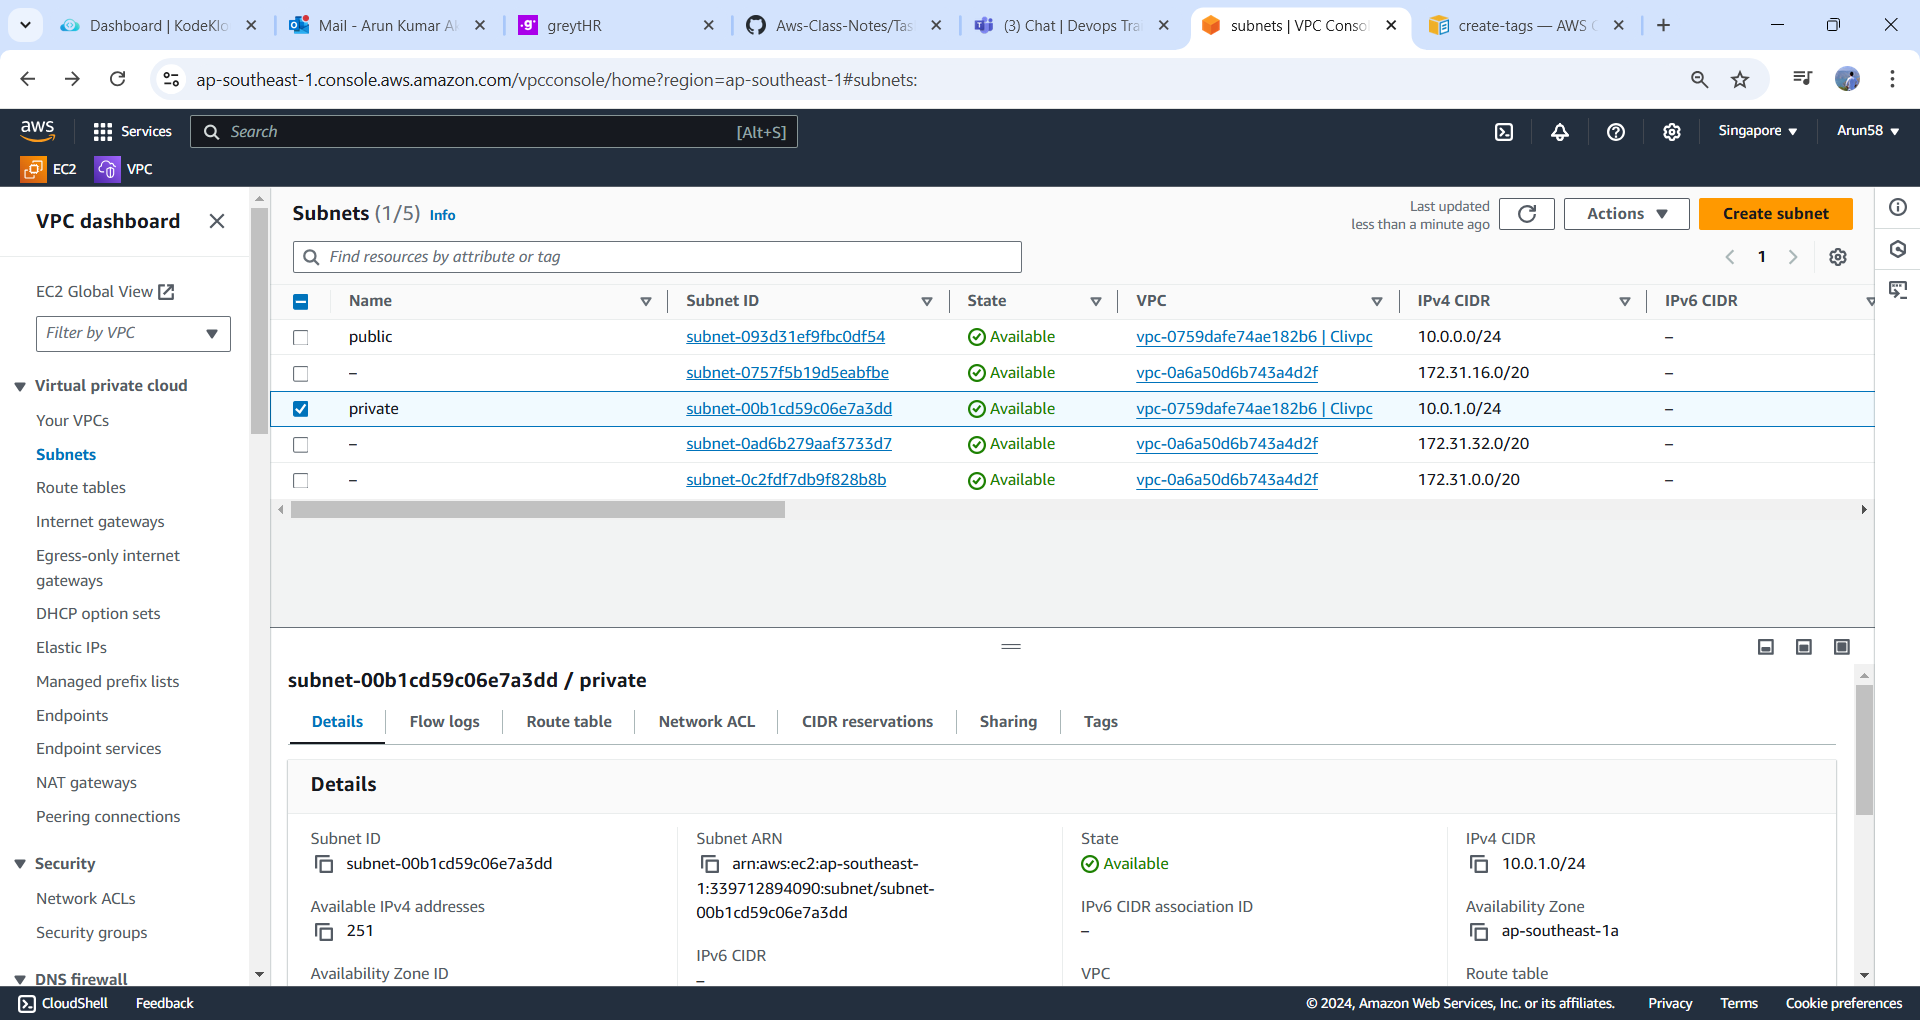 Dashboard | KodeKlo
Mail - Arun Kumar Ak
greytHR
Aws-Class-Notes/Tas
(3) Chat | Devops Trai
subnets | VPC Consol
create-tags — AWS C
ap-southeast-1.console.aws.amazon.com/vpcconsole/home?region=ap-southeast-1#subnets:
aws
Services
Search
[Alt+S]
Singapore
Arun58
EC2
VPC
VPC dashboard
EC2 Global View
Filter by VPC
Virtual private cloud
Your VPCs
Subnets
Route tables
Internet gateways
Egress-only internet
gateways
DHCP option sets
Elastic IPs
Managed prefix lists
Endpoints
Endpoint services
NAT gateways
Peering connections
Security
Network ACLs
Security groups
DNS firewall
Subnets (1/5) Info
Last updated
less than a minute ago
Actions
Create subnet
Find resources by attribute or tag
1
Name Subnet ID State VPC IPv4 CIDR IPv6 CIDR
public subnet-093d31ef9fbc0df54 Available vpc-0759dafe74ae182b6 | Clivpc 10.0.0.0/24 –
– subnet-0757f5b19d5eabfbe Available vpc-0a6a50d6b743a4d2f 172.31.16.0/20 –
private subnet-00b1cd59c06e7a3dd Available vpc-0759dafe74ae182b6 | Clivpc 10.0.1.0/24 –
– subnet-0ad6b279aaf3733d7 Available vpc-0a6a50d6b743a4d2f 172.31.32.0/20 –
– subnet-0c2fdf7db9f828b8b Available vpc-0a6a50d6b743a4d2f 172.31.0.0/20 –
subnet-00b1cd59c06e7a3dd / private
Details Flow logs Route table Network ACL CIDR reservations Sharing Tags
Details
Subnet ID
subnet-00b1cd59c06e7a3dd
Available IPv4 addresses
251
Availability Zone ID
Subnet ARN
arn:aws:ec2:ap-southeast-
1:339712894090:subnet/subnet-
00b1cd59c06e7a3dd
IPv6 CIDR
–
State
Available
IPv6 CIDR association ID
–
VPC
IPv4 CIDR
10.0.1.0/24
Availability Zone
ap-southeast-1a
Route table
CloudShell
Feedback
© 2024, Amazon Web Services, Inc. or its affiliates.
Privacy
Terms
Cookie preferences